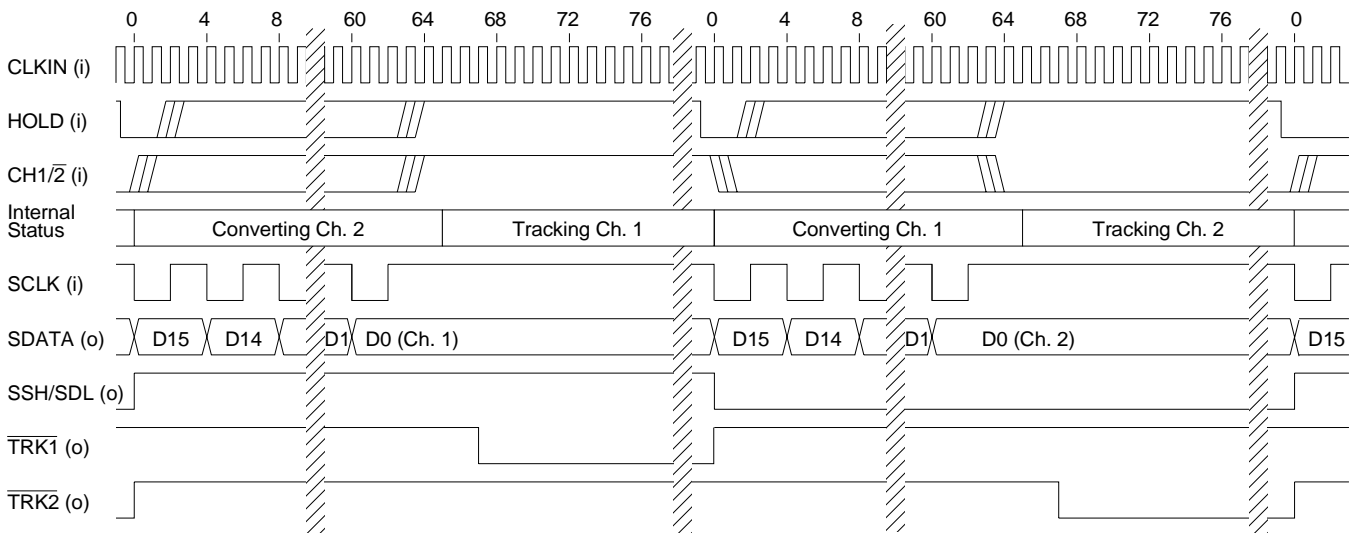 0 4 8 60 64 68 72 76 0 4 8 60 64 68 72 76 0
CLKIN (i)
HOLD (i)
CH1/2̅ (i)
Internal
Status
Converting Ch. 2 Tracking Ch. 1 Converting Ch. 1 Tracking Ch. 2
SCLK (i)
SDATA (o) D15 D14 D1 D0 (Ch. 1) D15 D14 D1 D0 (Ch. 2) D15
SSH/SDL (o)
T̅R̅K̅1̅ (o)
T̅R̅K̅2̅ (o)